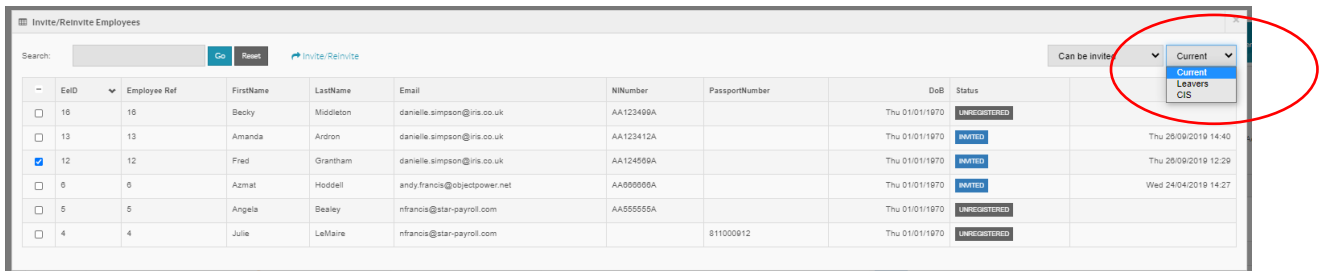 Invite/Reinvite Employees ×
Search: Go Reset Invite/Reinvite Can be invited Current
Current
Leavers
CIS
EeID Employee Ref FirstName LastName Email NINumber PassportNumber DoB Status
16 16 Becky Middleton danielle.simpson@iris.co.uk AA123499A Thu 01/01/1970 UNREGISTERED
13 13 Amanda Ardron danielle.simpson@iris.co.uk AA123412A Thu 01/01/1970 INVITED Thu 26/09/2019 14:40
12 12 Fred Grantham danielle.simpson@iris.co.uk AA124569A Thu 01/01/1970 INVITED Thu 26/09/2019 12:29
6 6 Azmat Hoddell andy.francis@objectpower.net AA666666A Thu 01/01/1970 INVITED Wed 24/04/2019 14:27
5 5 Angela Bealey nfrancis@star-payroll.com AA555555A Thu 01/01/1970 UNREGISTERED
4 4 Julie LeMaire nfrancis@star-payroll.com 811000912 Thu 01/01/1970 UNREGISTERED